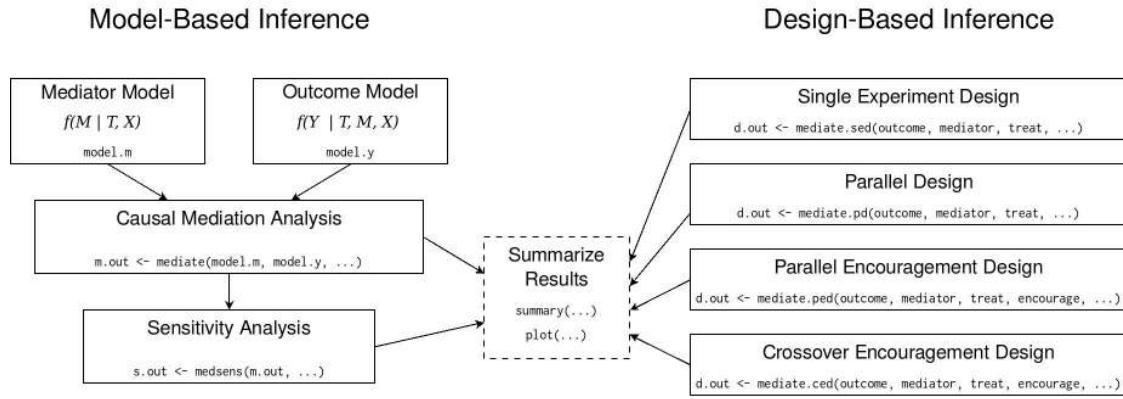 Model-Based Inference
Design-Based Inference
Mediator Model
f(M | T, X)
model.m
Outcome Model
f(Y | T, M, X)
model.y
Causal Mediation Analysis
m.out <- mediate(model.m, model.y, ...)
Sensitivity Analysis
s.out <- medsens(m.out, ...)
Summarize
Results
summary(...)
plot(...)
Single Experiment Design
d.out <- mediate.sed(outcome, mediator, treat, ...)
Parallel Design
d.out <- mediate.pd(outcome, mediator, treat, ...)
Parallel Encouragement Design
d.out <- mediate.ped(outcome, mediator, treat, encourage, ...)
Crossover Encouragement Design
d.out <- mediate.ced(outcome, mediator, treat, encourage, ...)